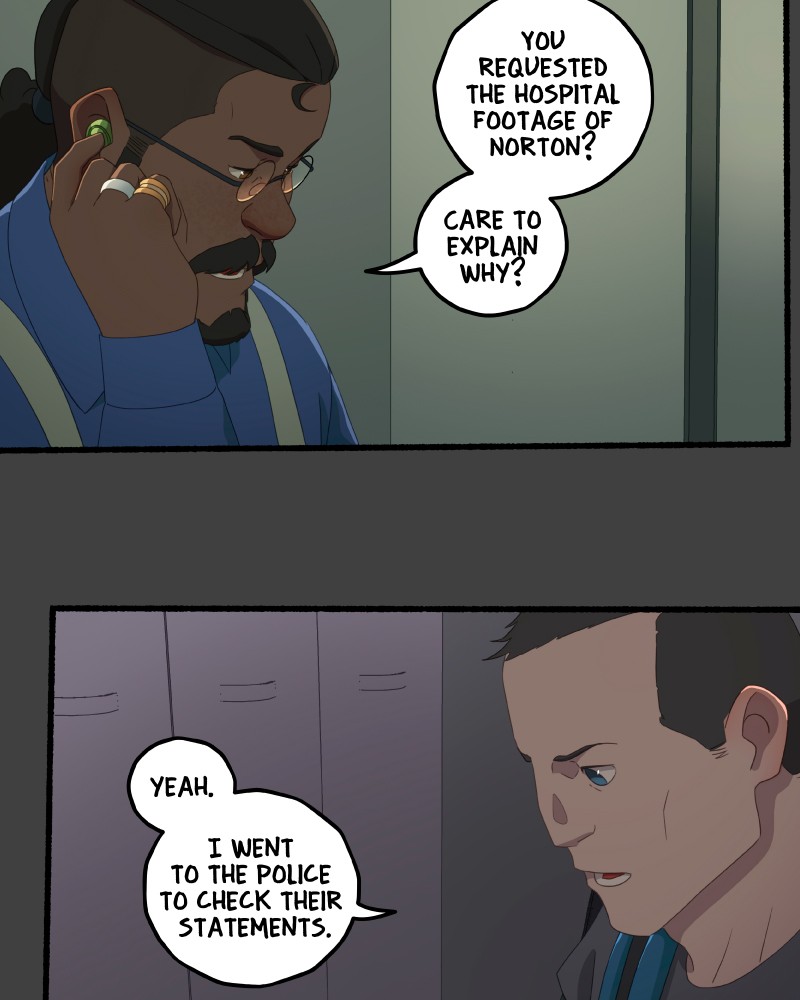 YOU
REQUESTED
THE HOSPITAL
FOOTAGE OF
NORTON?
CARE TO
EXPLAIN
WHY?
YEAH.
I WENT
TO THE POLICE
TO CHECK THEIR
STATEMENTS.